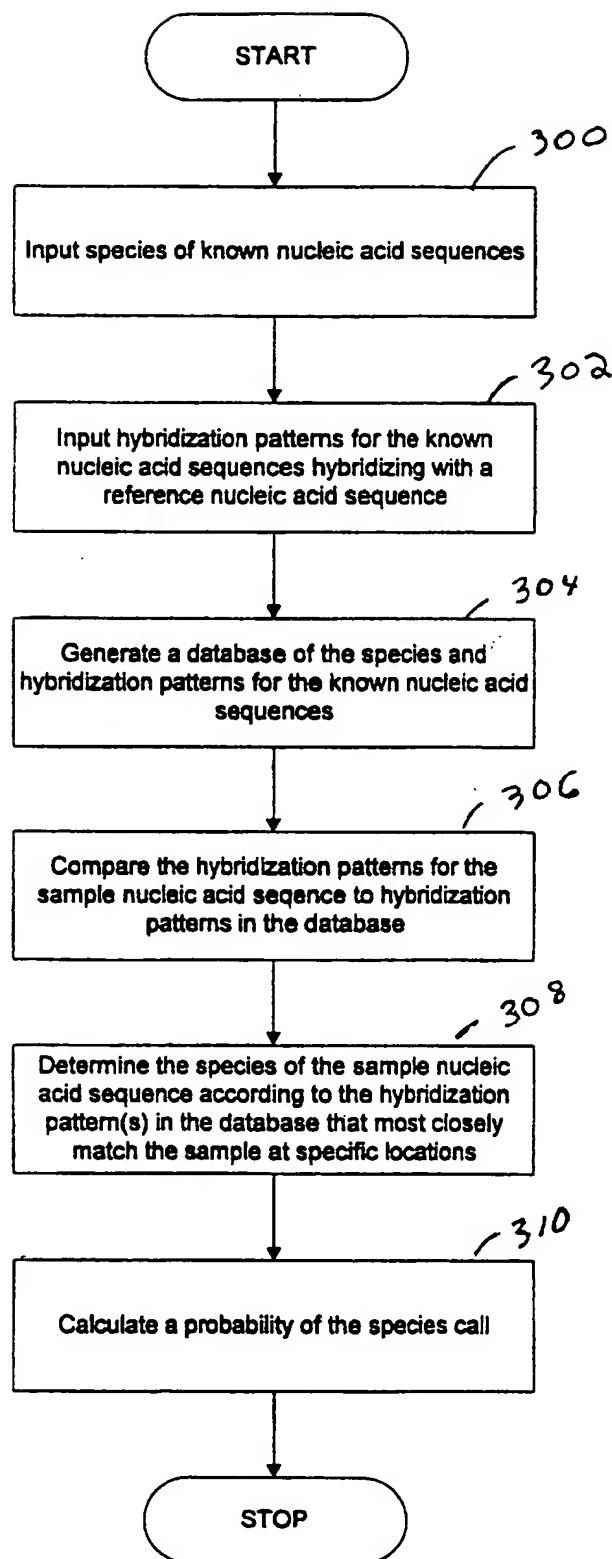 START
300
Input species of known nucleic acid sequences
302
Input hybridization patterns for the known
nucleic acid sequences hybridizing with a
reference nucleic acid sequence
304
Generate a database of the species and
hybridization patterns for the known nucleic acid
sequences
306
Compare the hybridization patterns for the
sample nucleic acid seqence to hybridization
patterns in the database
308
Determine the species of the sample nucleic
acid sequence according to the hybridization
pattern(s) in the database that most closely
match the sample at specific locations
310
Calculate a probability of the species call
STOP